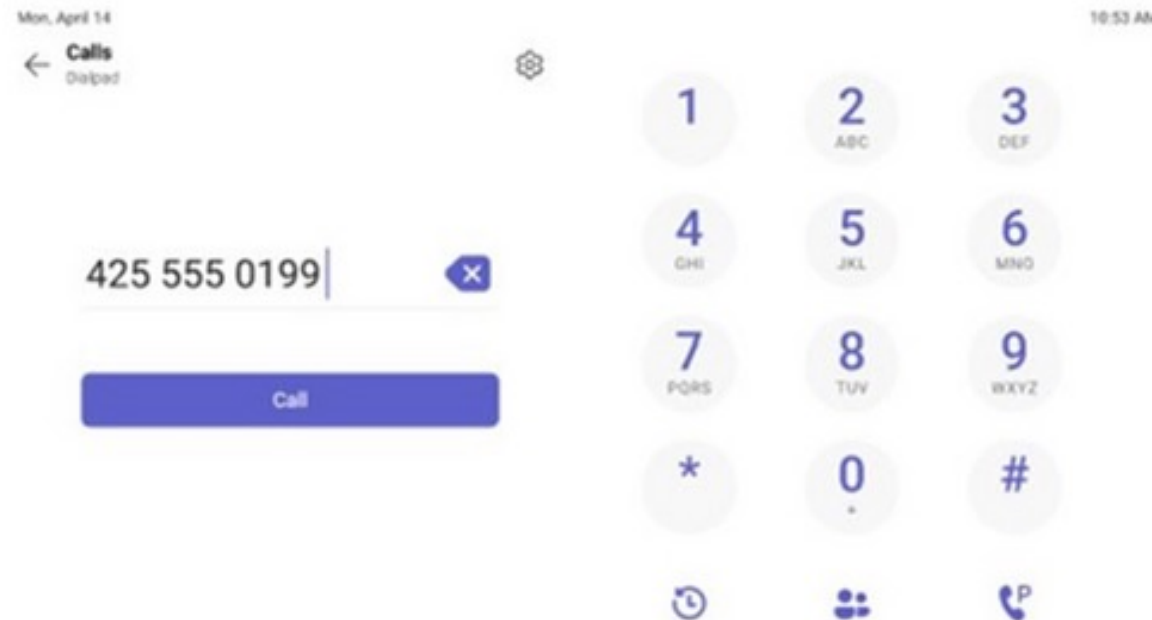 Mon, April 14
10:53 AM
Calls
Dialpad
425 555 0199
Call
1
2
ABC
3
DEF
4
GHI
5
JKL
6
MNO
7
PQRS
8
TUV
9
WXYZ
*
0
+
#
P